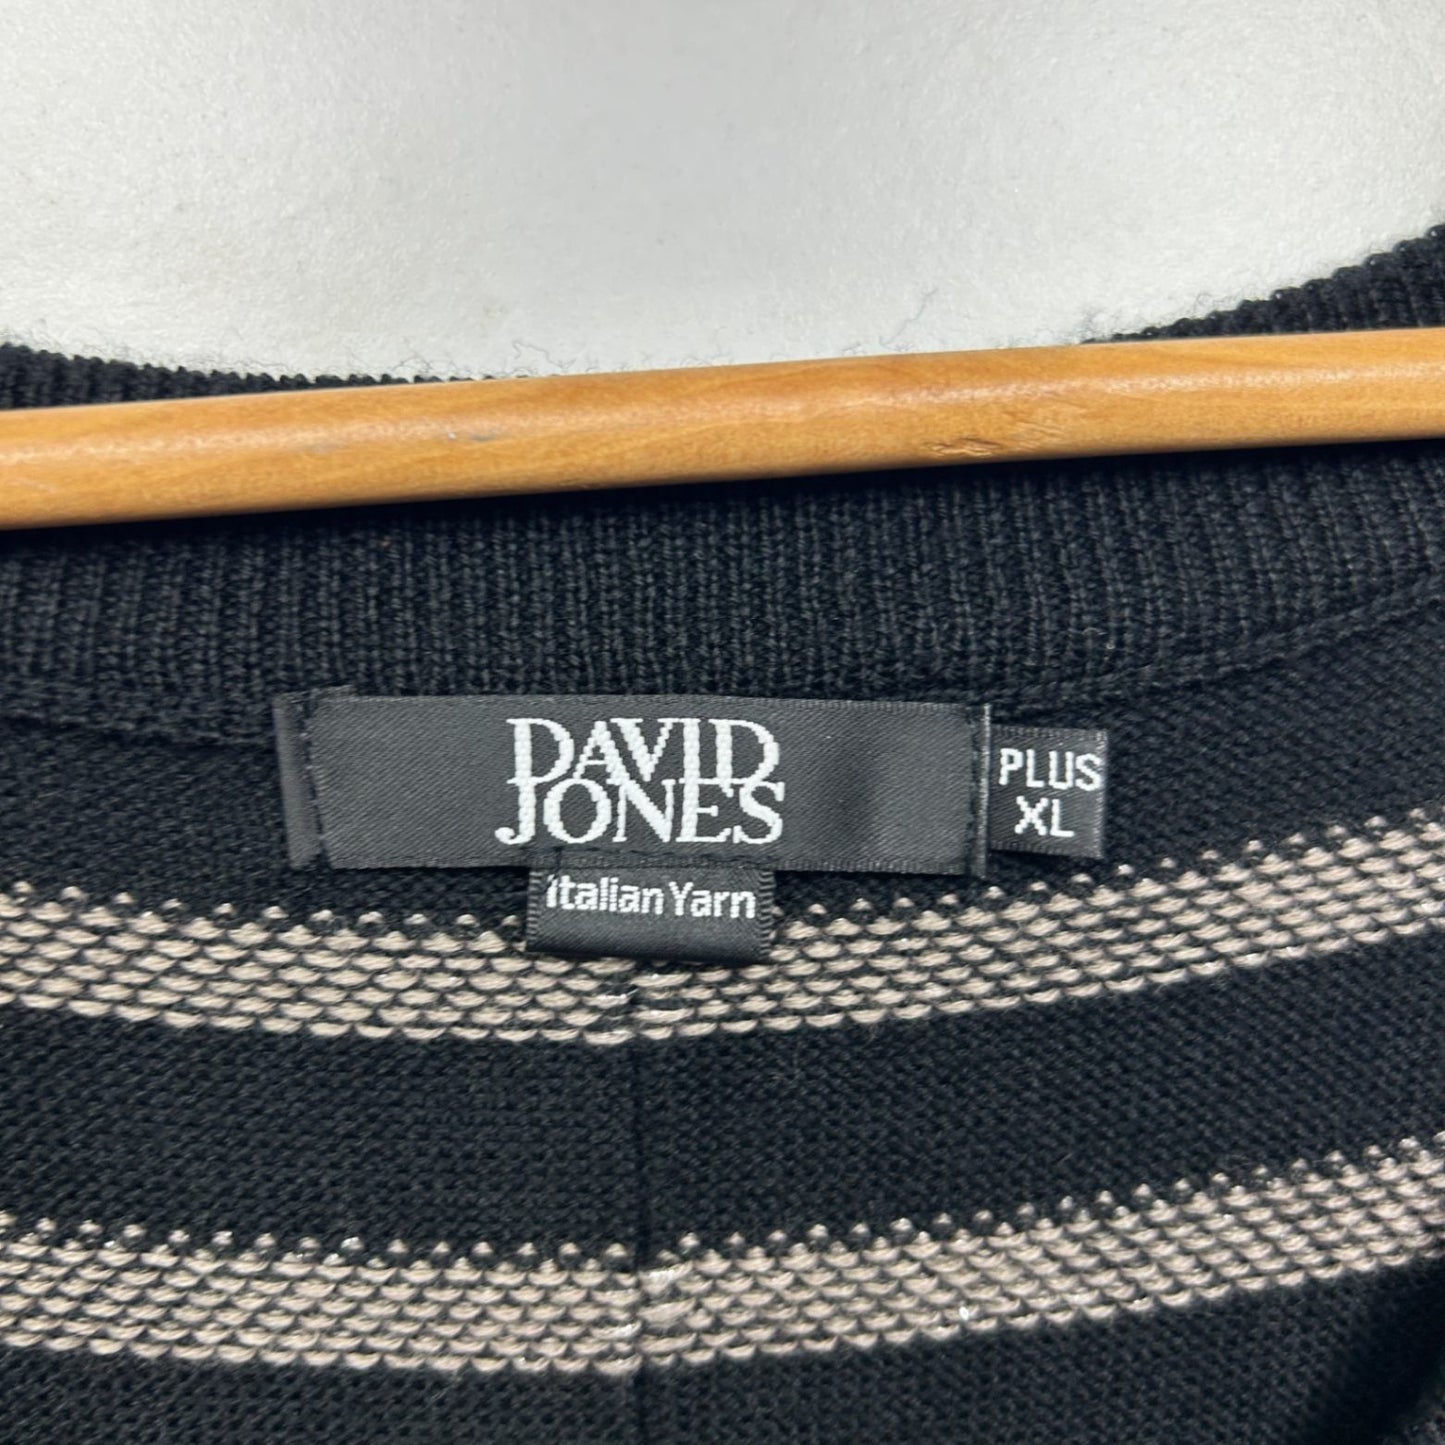 DAVID
JONES
PLUS
XL
Italian Yarn